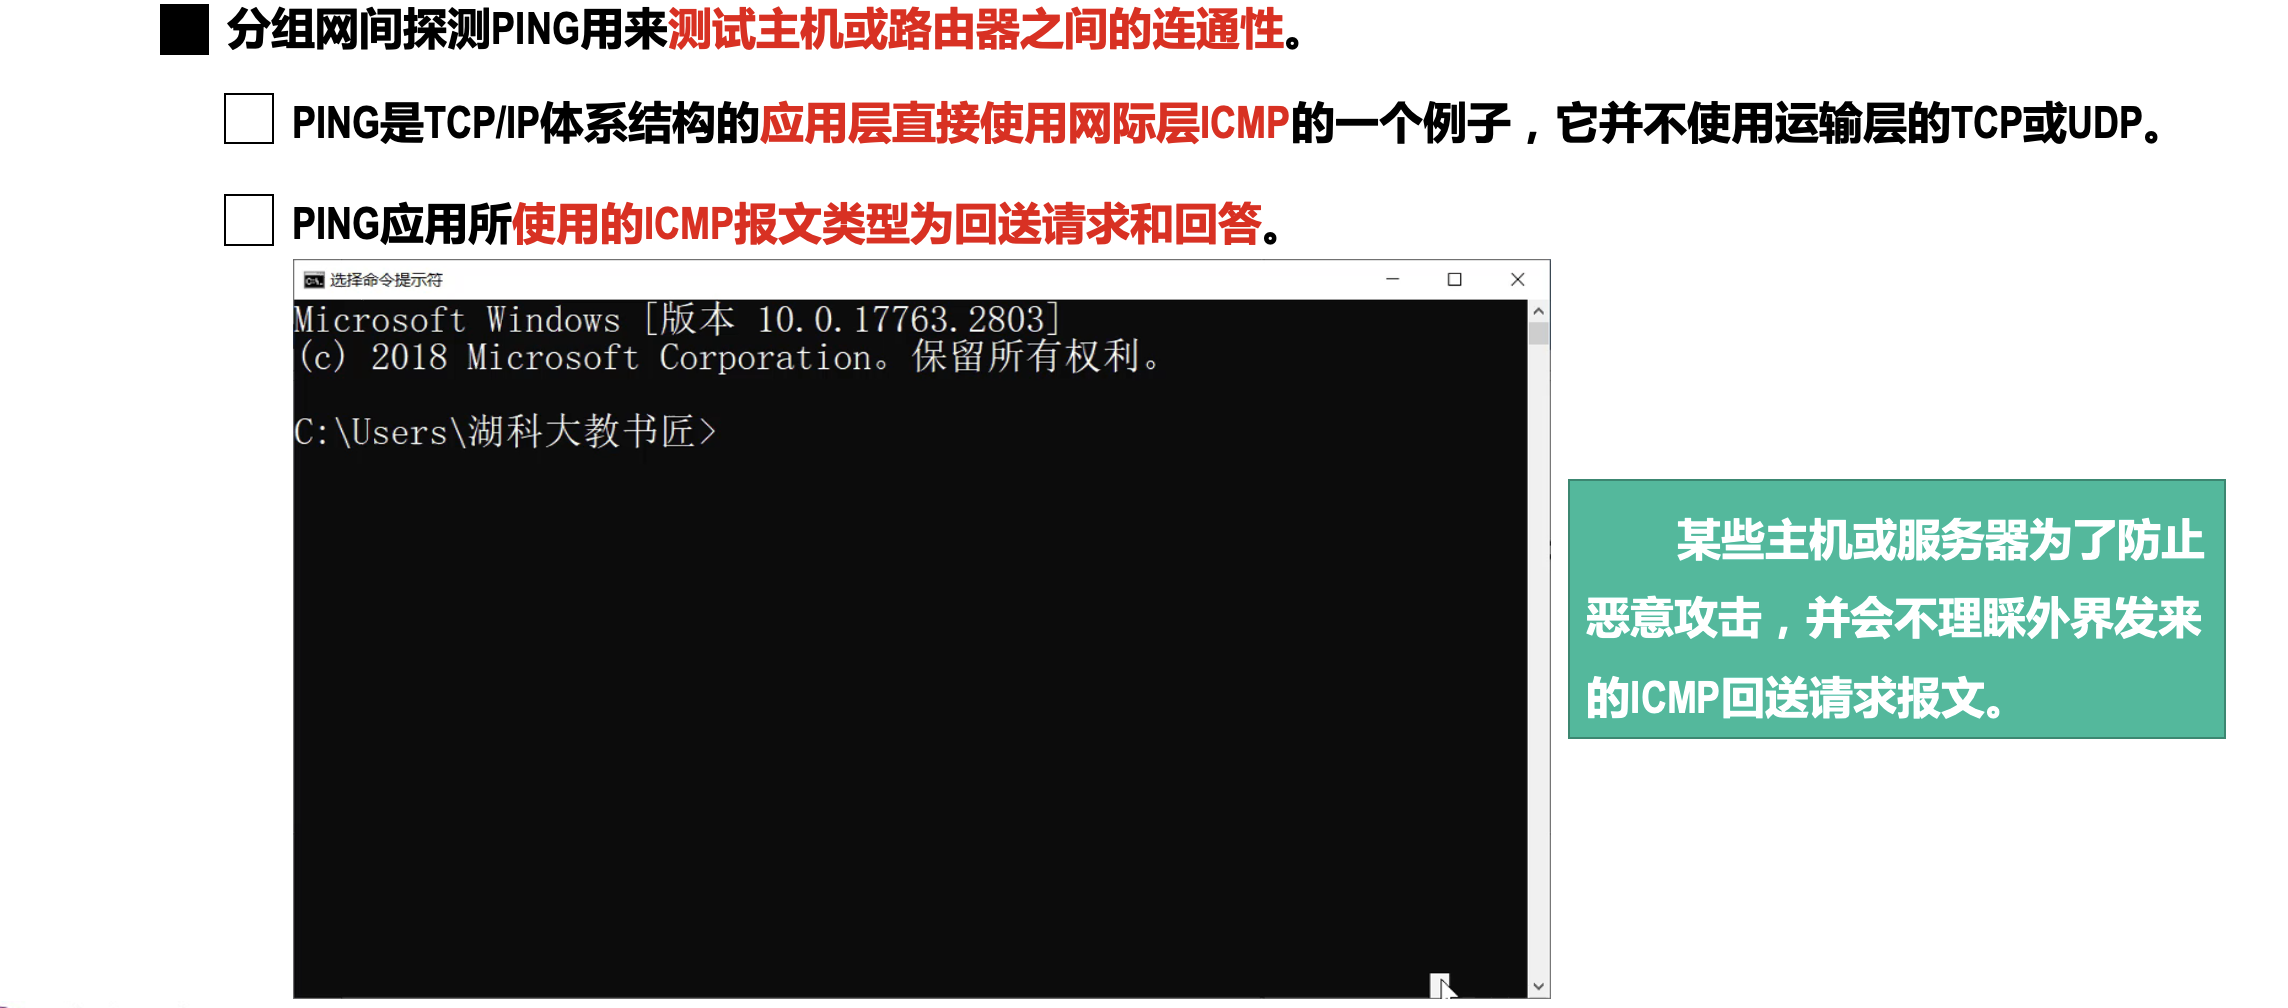 分组网间探测PING用来测试主机或路由器之间的连通性。
PING是TCP/IP体系结构的应用层直接使用网际层ICMP的一个例子，它并不使用运输层的TCP或UDP。
PING应用所使用的ICMP报文类型为回送请求和回答。
选择命令提示符
Microsoft Windows [版本 10.0.17763.2803]
(c) 2018 Microsoft Corporation。保留所有权利。
C:\Users\湖科大教书匠>
某些主机或服务器为了防止
恶意攻击，并会不理睬外界发来
的ICMP回送请求报文。